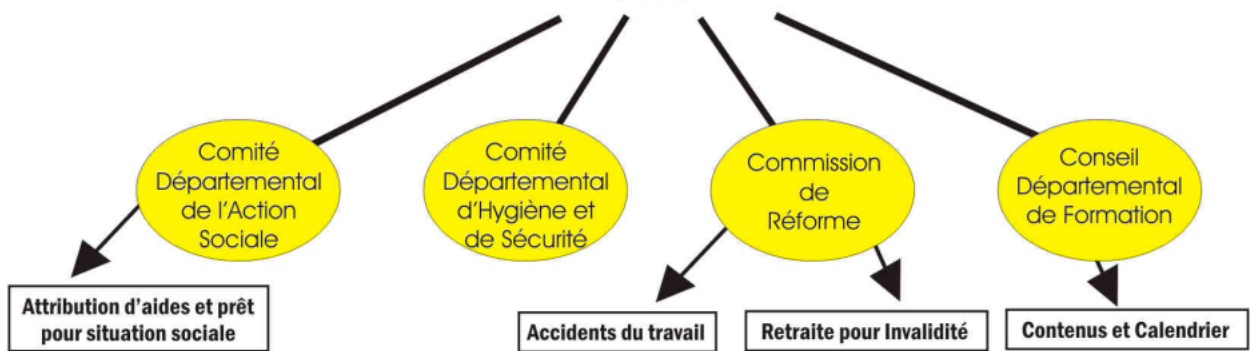 Comité
Départemental
de l'Action
Sociale
Comité
Départemental
d'Hygiène et
de Sécurité
Commission
de
Réforme
Conseil
Départemental
de Formation
Attribution d'aides et prêt
pour situation sociale
Accidents du travail
Retraite pour Invalidité
Contenus et Calendrier